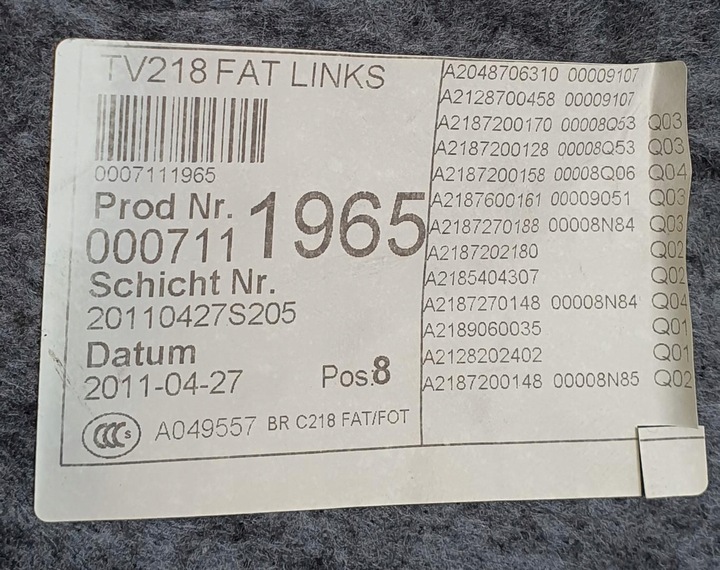 TV218 FAT LINKS
0007111965
Prod Nr.
0007111965
Schicht Nr.
20110427S205
Datum
2011-04-27
Pos.8
CCC S
A049557 BR C218 FAT/FOT
A2048706310 00009107
A2128700458 00009107
A2187200170 00008Q53 Q03
A2187200128 00008Q53 Q03
A2187200158 00008Q06 Q04
A2187600161 00009051 Q03
A2187270188 00008N84 Q03
A2187202180 Q02
A2185404307 Q02
A2187270148 00008N84 Q04
A2189060035 Q01
A2128202402 Q01
A2187200148 00008N85 Q02